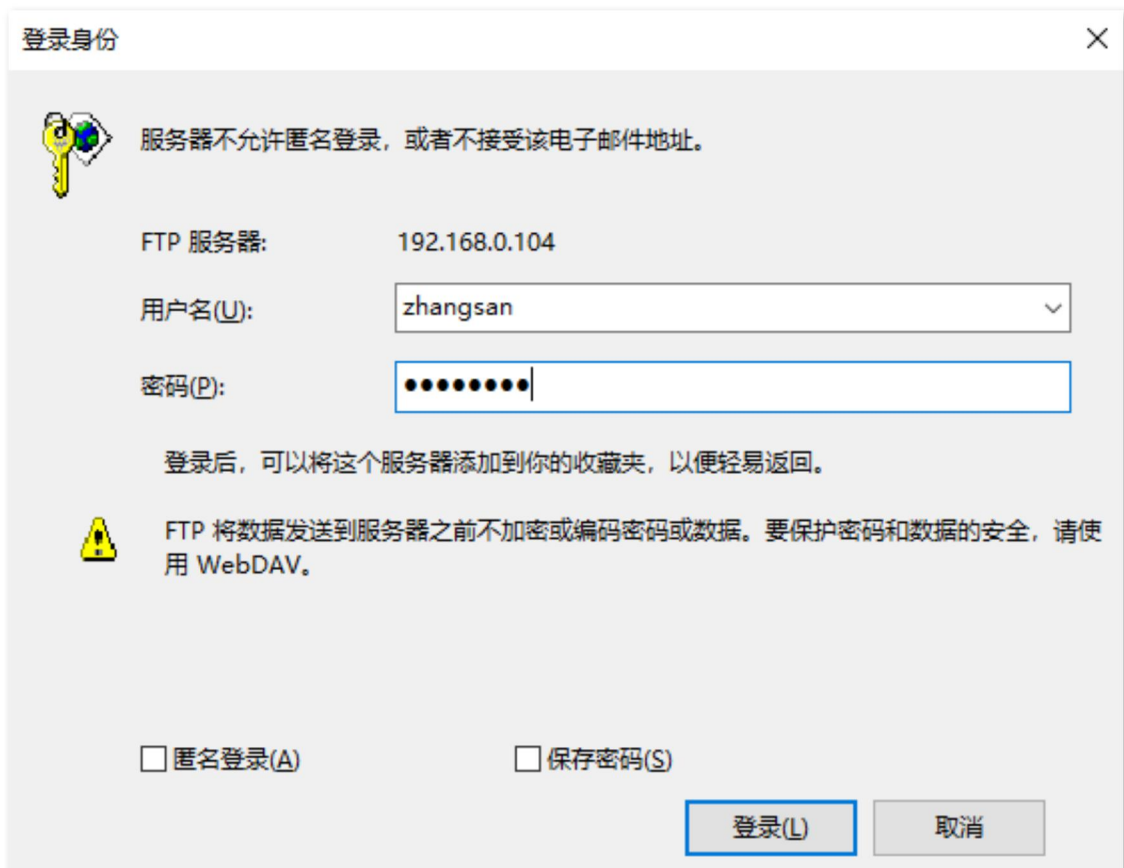 登录身份
服务器不允许匿名登录，或者不接受该电子邮件地址。
FTP 服务器: 192.168.0.104
用户名(U): zhangsan
密码(P): ●●●●●●●●
登录后，可以将这个服务器添加到你的收藏夹，以便轻易返回。
FTP 将数据发送到服务器之前不加密或编码密码或数据。要保护密码和数据的安全，请使
用 WebDAV。
匿名登录(A) 保存密码(S)
登录(L) 取消